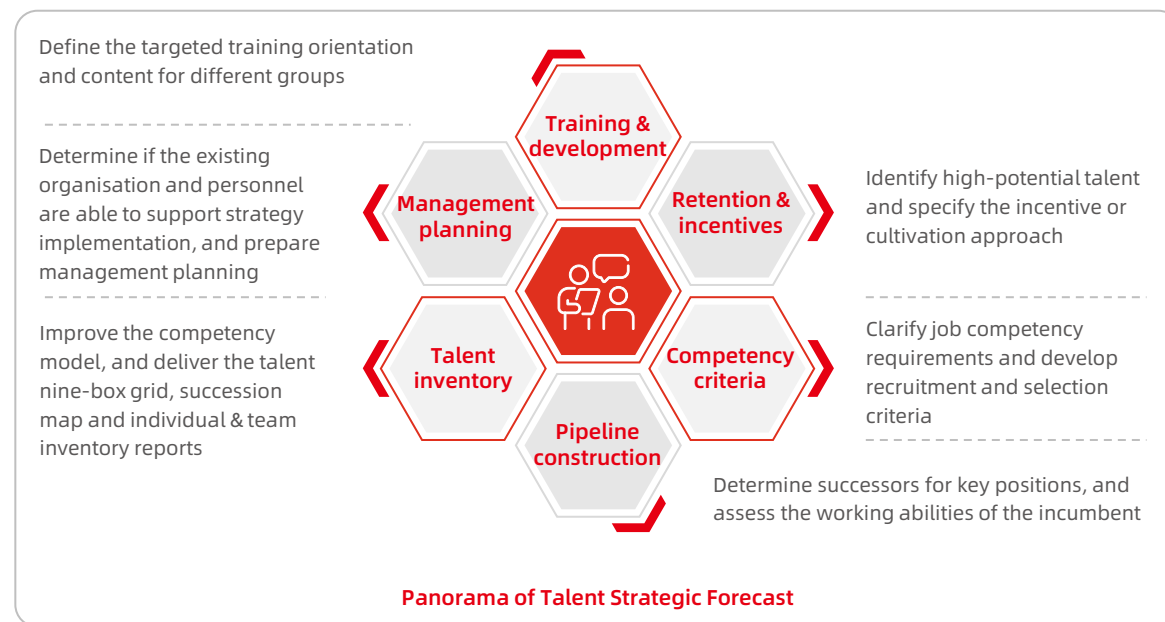 Define the targeted training orientation
and content for different groups
Training &
development
Determine if the existing
organisation and personnel
are able to support strategy
implementation, and prepare
management planning
Management
planning
Retention &
incentives
Identify high-potential talent
and specify the incentive or
cultivation approach
Improve the competency
model, and deliver the talent
nine-box grid, succession
map and individual & team
inventory reports
Talent
inventory
Competency
criteria
Clarify job competency
requirements and develop
recruitment and selection
criteria
Pipeline
construction
Determine successors for key positions, and
assess the working abilities of the incumbent
Panorama of Talent Strategic Forecast